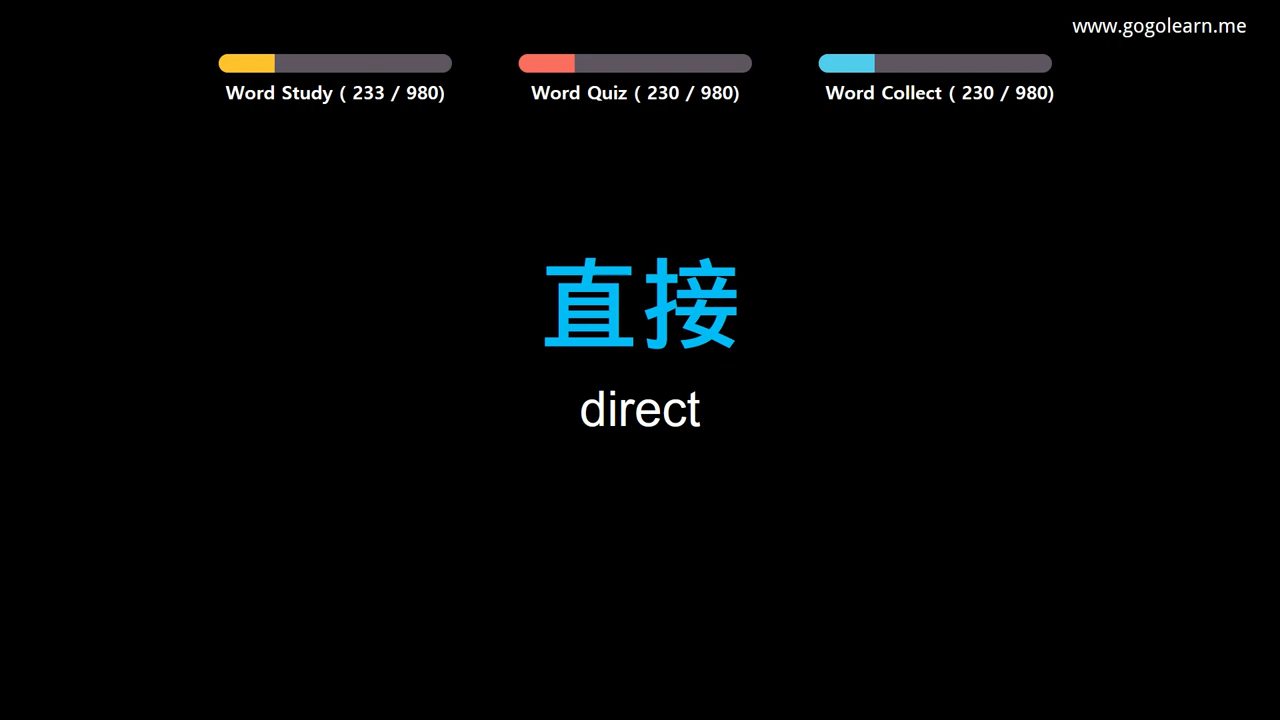 www.gogolearn.me
Word Study ( 233 / 980)
Word Quiz ( 230 / 980)
Word Collect ( 230 / 980)
直接
direct